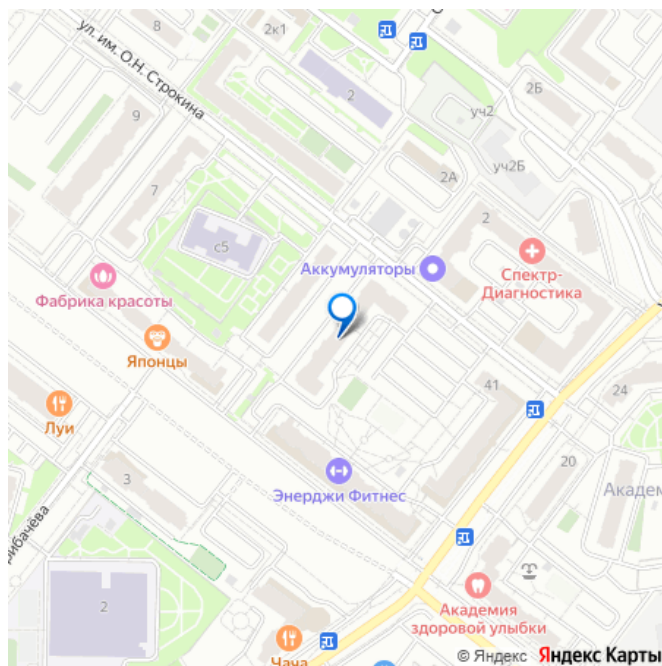 8
2к1
ул. им. О.Н. Строкина
2
2Б
уч2
9
уч2Б
7
2А
2
с5
Аккумуляторы
Спектр-
Диагностика
Фабрика красоты
Японцы
41
24
Луи
20
3
Энерджи Фитнес
Академ
2
Академия
здоровой улыбки
Чача
© Яндекс Яндекс Карты